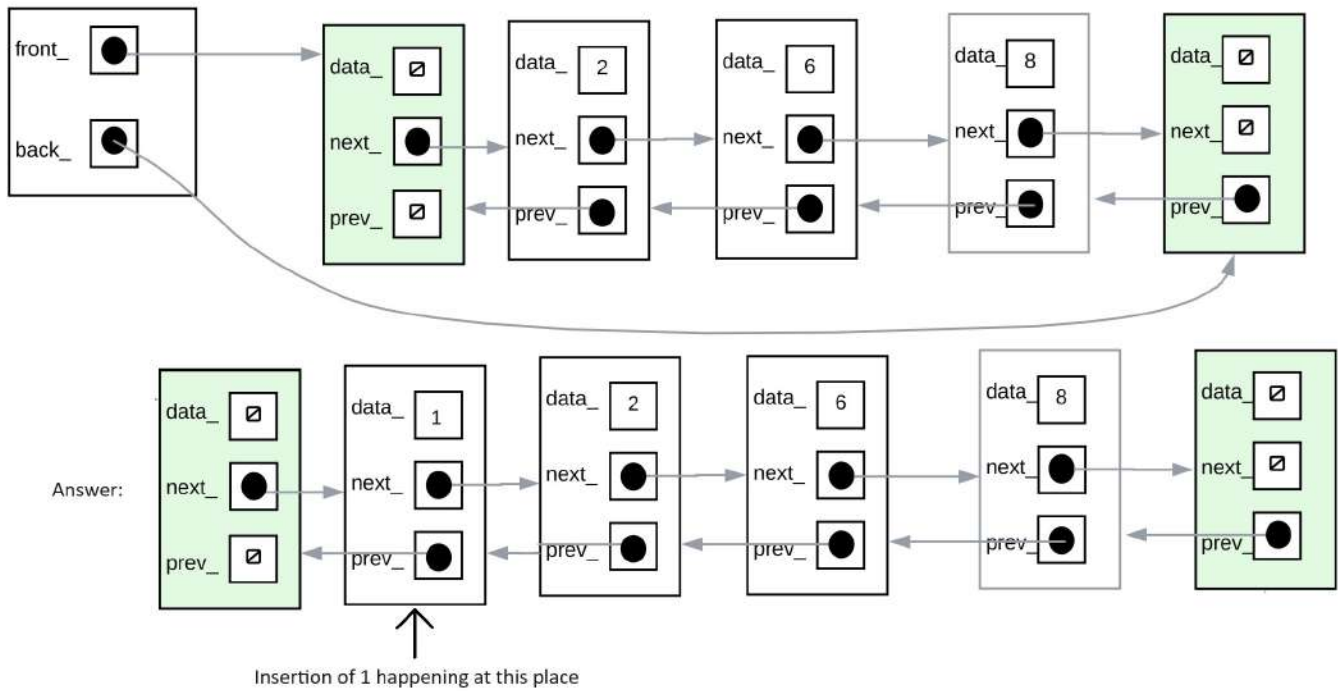 front_
back_
data_
next_
prev_
data_ 2
next_
prev_
data_ 6
next_
prev_
data_ 8
next_
prev_
data_
next_
prev_
Answer:
data_
next_
prev_
data_ 1
next_
prev_
data_ 2
next_
prev_
data_ 6
next_
prev_
data_ 8
next_
prev_
data_
next_
prev_
Insertion of 1 happening at this place